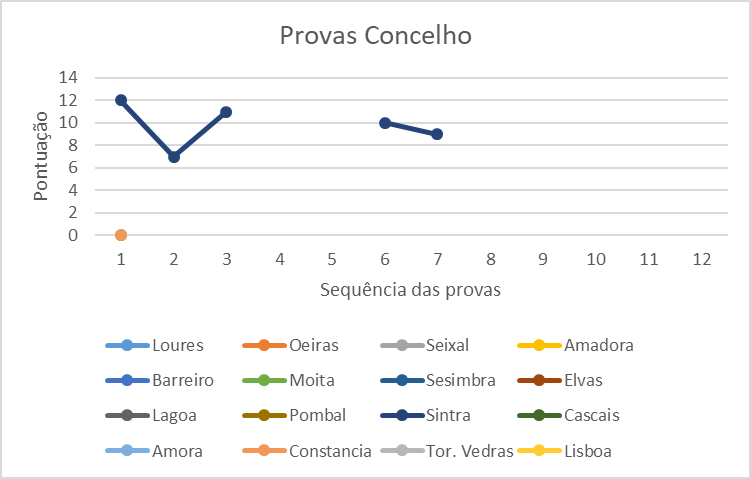 Provas Concelho
14
12
10
8
6
4
2
0
Pontuação
1 2 3 4 5 6 7 8 9 10 11 12
Sequência das provas
Loures Oeiras Seixal Amadora
Barreiro Moita Sesimbra Elvas
Lagoa Pombal Sintra Cascais
Amora Constancia Tor. Vedras Lisboa